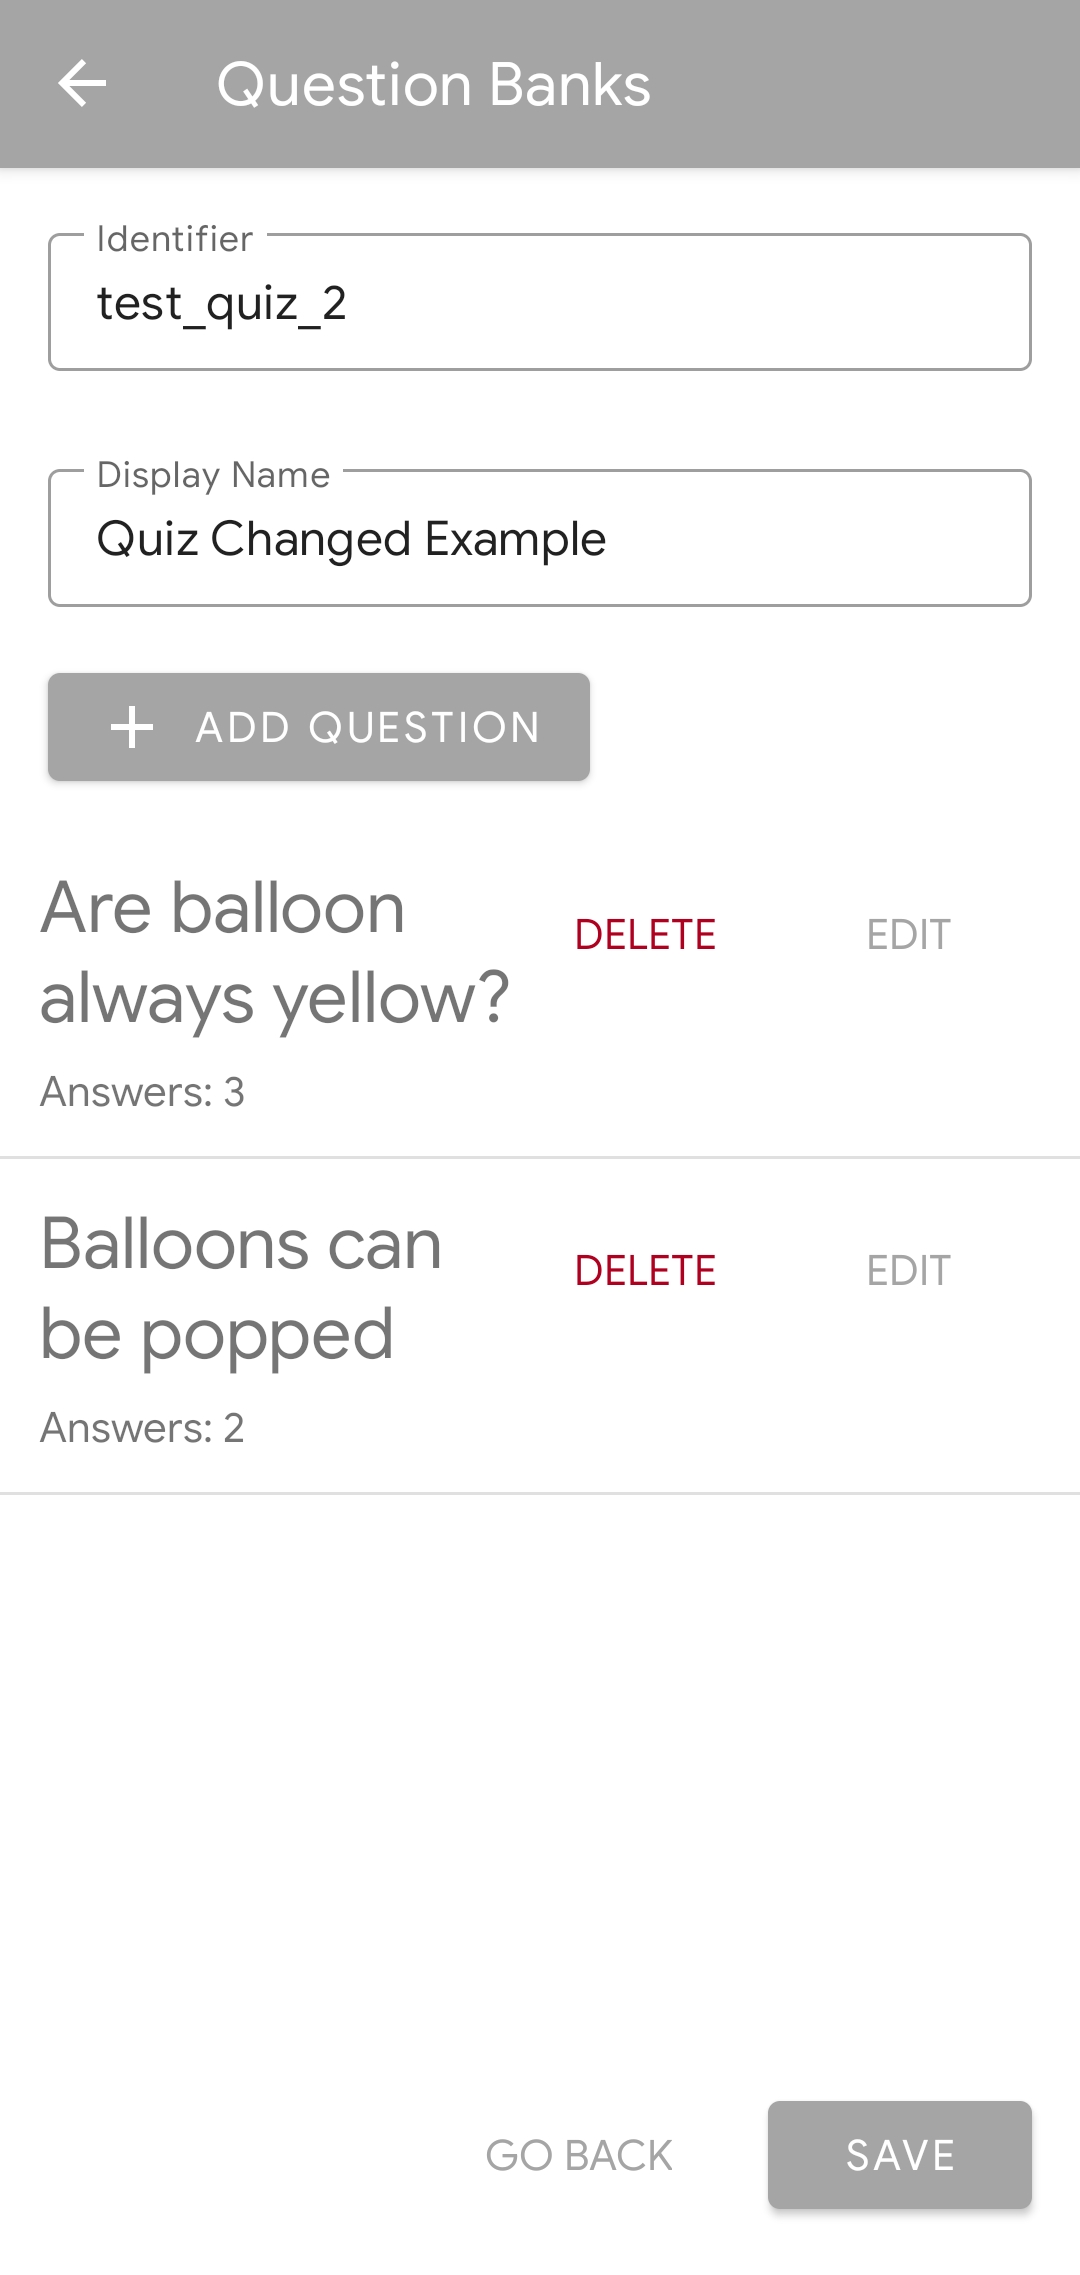 Question Banks
Identifier
test_quiz_2
Display Name
Quiz Changed Example
ADD QUESTION
Are balloon
always yellow?
DELETE
EDIT
Answers: 3
Balloons can
be popped
DELETE
EDIT
Answers: 2
GO BACK
SAVE